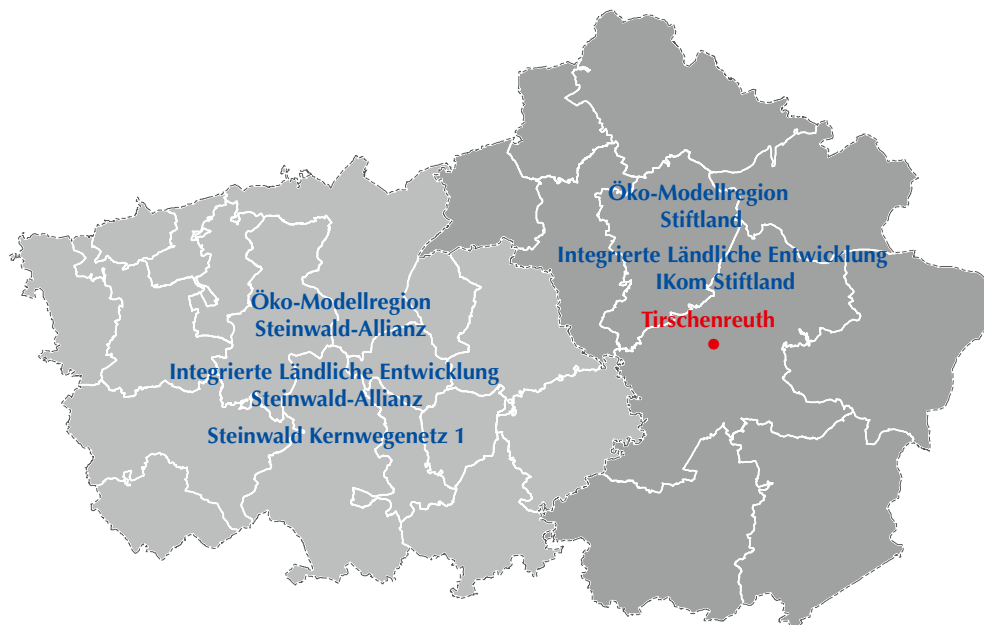 Öko-Modellregion
Stiftland
Integrierte Ländliche Entwicklung
IKom Stiftland
Tirschenreuth
Öko-Modellregion
Steinwald-Allianz
Integrierte Ländliche Entwicklung
Steinwald-Allianz
Steinwald Kernwegenetz 1